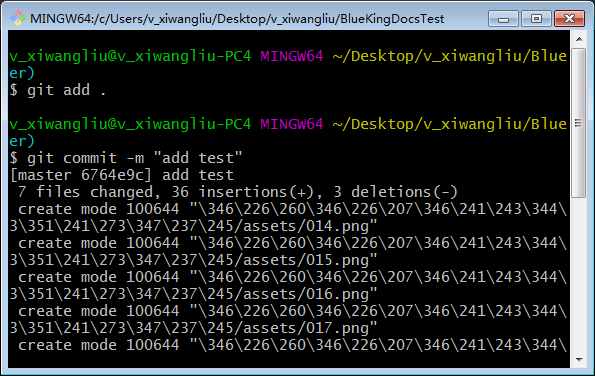 MINGW64:/c/Users/v_xiwangliu/Desktop/v_xiwangliu/BlueKingDocsTest
v_xiwangliu@v_xiwangliu-PC4 MINGW64 ~/Desktop/v_xiwangliu/Blue
er)
$ git add .
v_xiwangliu@v_xiwangliu-PC4 MINGW64 ~/Desktop/v_xiwangliu/Blue
er)
$ git commit -m "add test"
[master 6764e9c] add test
 7 files changed, 36 insertions(+), 3 deletions(-)
 create mode 100644 "\346\226\260\346\226\207\346\241\243\344\
3\351\241\273\347\237\245/assets/014.png"
 create mode 100644 "\346\226\260\346\226\207\346\241\243\344\
3\351\241\273\347\237\245/assets/015.png"
 create mode 100644 "\346\226\260\346\226\207\346\241\243\344\
3\351\241\273\347\237\245/assets/016.png"
 create mode 100644 "\346\226\260\346\226\207\346\241\243\344\
3\351\241\273\347\237\245/assets/017.png"
 create mode 100644 "\346\226\260\346\226\207\346\241\243\344\